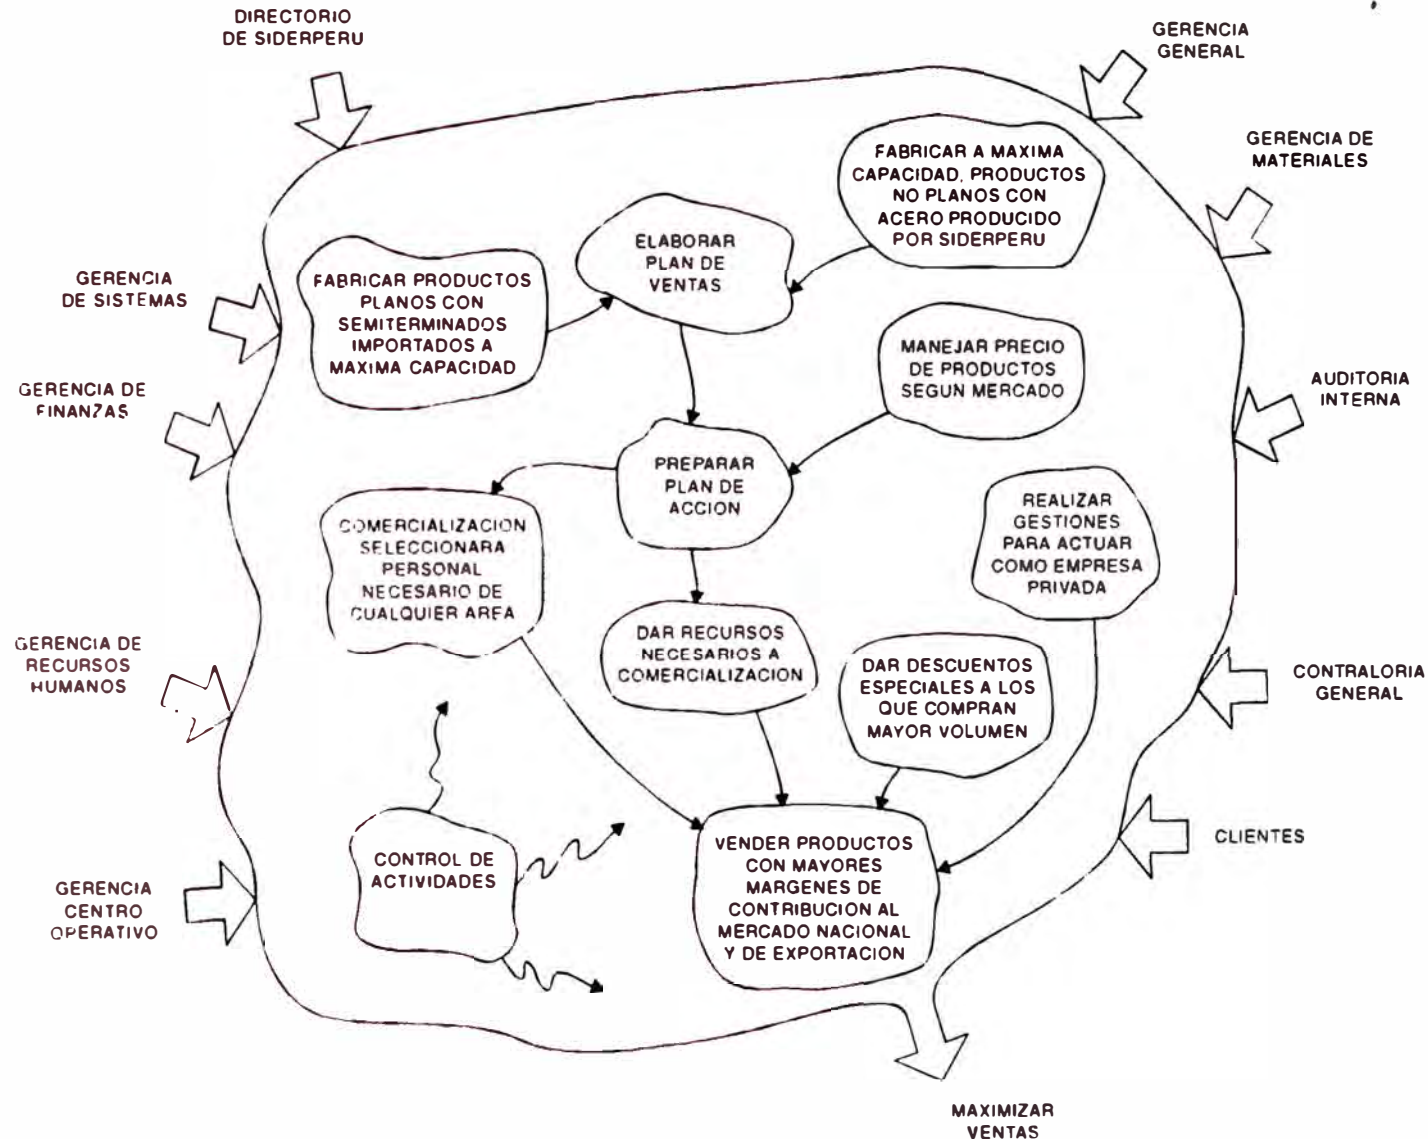 DIRECTORIO
DE SIDERPERU
GERENCIA
GENERAL
GERENCIA DE
MATERIALES
FABRICAR A MAXIMA
CAPACIDAD, PRODUCTOS
NO PLANOS CON
ACERO PRODUCIDO
POR SIDERPERU
ELABORAR
PLAN DE
VENTAS
GERENCIA
DE SISTEMAS
FABRICAR PRODUCTOS
PLANOS CON
SEMITERMINADOS
IMPORTADOS A
MAXIMA CAPACIDAD
MANEJAR PRECIO
DE PRODUCTOS
SEGUN MERCADO
GERENCIA DE
FINANZAS
AUDITORIA
INTERNA
PREPARAR
PLAN DE
ACCION
COMERCIALIZACION
SELECCIONARA
PERSONAL
NECESARIO DE
CUALQUIER AREA
REALIZAR
GESTIONES
PARA ACTUAR
COMO EMPRESA
PRIVADA
GERENCIA DE
RECURSOS
HUMANOS
DAR RECURSOS
NECESARIOS A
COMERCIALIZACION
DAR DESCUENTOS
ESPECIALES A LOS
QUE COMPRAN
MAYOR VOLUMEN
CONTRALORIA
GENERAL
CONTROL DE
ACTIVIDADES
VENDER PRODUCTOS
CON MAYORES
MARGENES DE
CONTRIBUCION AL
MERCADO NACIONAL
Y DE EXPORTACION
CLIENTES
GERENCIA
CENTRO
OPERATIVO
MAXIMIZAR
VENTAS